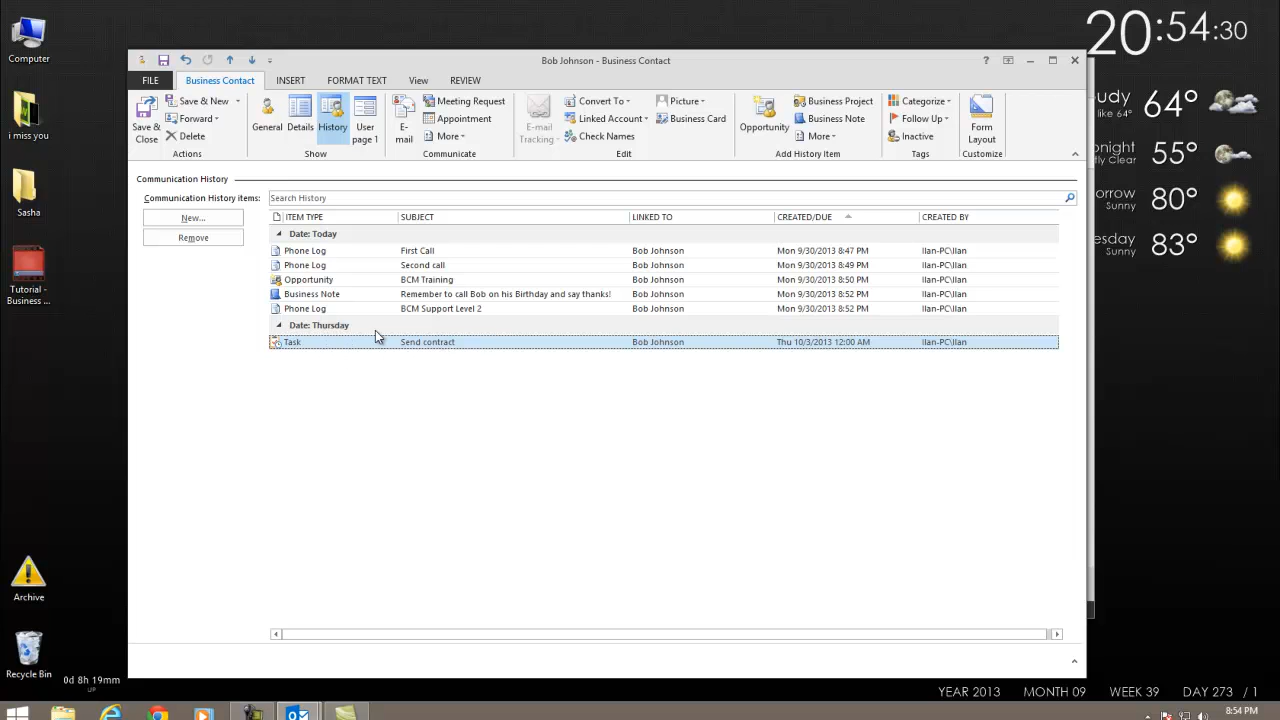 Computer
i miss you
Sasha
Tutorial -
Business ...
Archive
Recycle Bin
0d 8h 19mm
UP
20:54:30
Bob Johnson - Business Contact
?
FILE
Business Contact
INSERT
FORMAT TEXT
View
REVIEW
Save &
Close
Save & New
Forward
Delete
Actions
General
Details
History
User
page 1
Show
E-
mail
Meeting Request
Appointment
More
Communicate
E-mail
Tracking
Convert To
Linked Account
Check Names
Picture
Business Card
Edit
Opportunity
Business Project
Business Note
More
Add History Item
Categorize
Follow Up
Inactive
Tags
Form
Layout
Customize
Communication History
Communication History items:
Search History
New...
Remove
ITEM TYPE SUBJECT LINKED TO CREATED/DUE CREATED BY
Date: Today
Phone Log First Call Bob Johnson Mon 9/30/2013 8:47 PM Ilan-PC\Ilan
Phone Log Second call Bob Johnson Mon 9/30/2013 8:49 PM Ilan-PC\Ilan
Opportunity BCM Training Bob Johnson Mon 9/30/2013 8:50 PM Ilan-PC\Ilan
Business Note Remember to call Bob on his Birthday and say thanks! Bob Johnson Mon 9/30/2013 8:52 PM Ilan-PC\Ilan
Phone Log BCM Support Level 2 Bob Johnson Mon 9/30/2013 8:52 PM Ilan-PC\Ilan
Date: Thursday
Task Send contract Bob Johnson Thu 10/3/2013 12:00 AM Ilan-PC\Ilan
oudy 64°
like 64°
night 55°
tly Clear
orrow 80°
Sunny
esday 83°
Sunny
YEAR 2013 MONTH 09 WEEK 39 DAY 273 / 1
8:54 PM